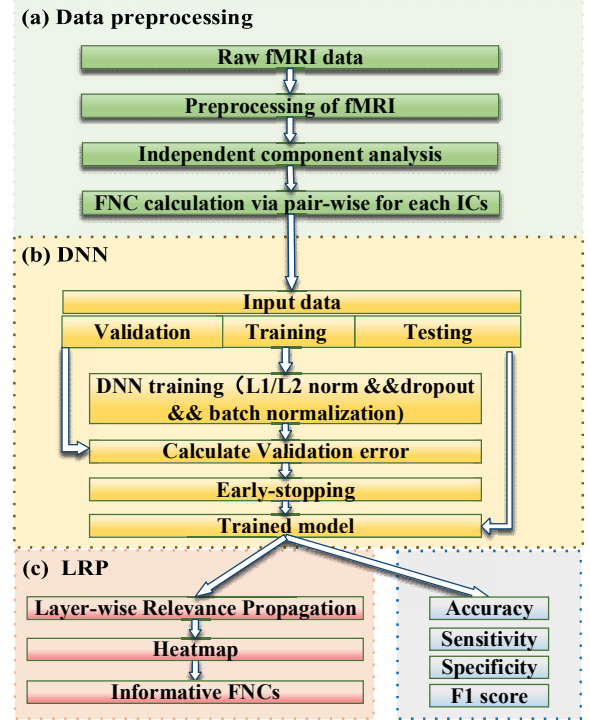 (a) Data preprocessing
Raw fMRI data
Preprocessing of fMRI
Independent component analysis
FNC calculation via pair-wise for each ICs
(b) DNN
Input data
Validation Training Testing
DNN training（L1/L2 norm &&dropout
&& batch normalization)
Calculate Validation error
Early-stopping
Trained model
(c) LRP
Layer-wise Relevance Propagation
Heatmap
Informative FNCs
Accuracy
Sensitivity
Specificity
F1 score